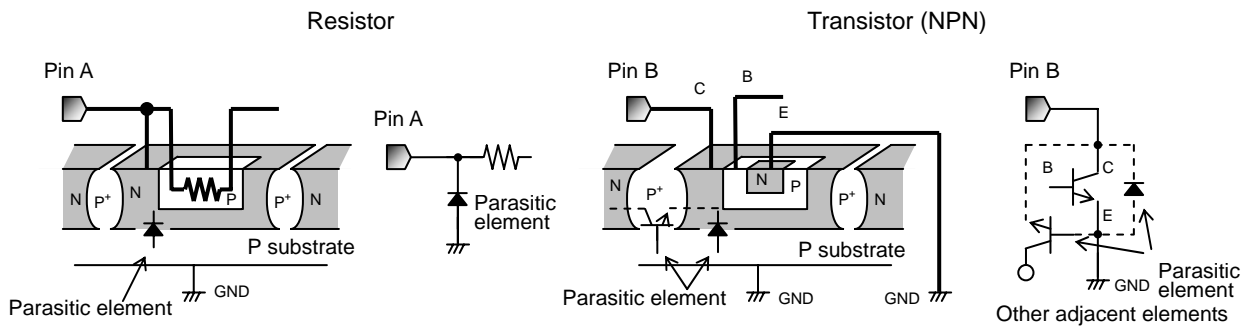 Resistor
Transistor (NPN)
Pin A
N
P+
N
P
P+
N
P substrate
Parasitic element
GND
Pin A
Parasitic
element
Pin B
C
B
E
N
P+
N
P
P+
N
P substrate
Parasitic element
GND
GND
Pin B
B
C
E
Parasitic
element
Other adjacent elements